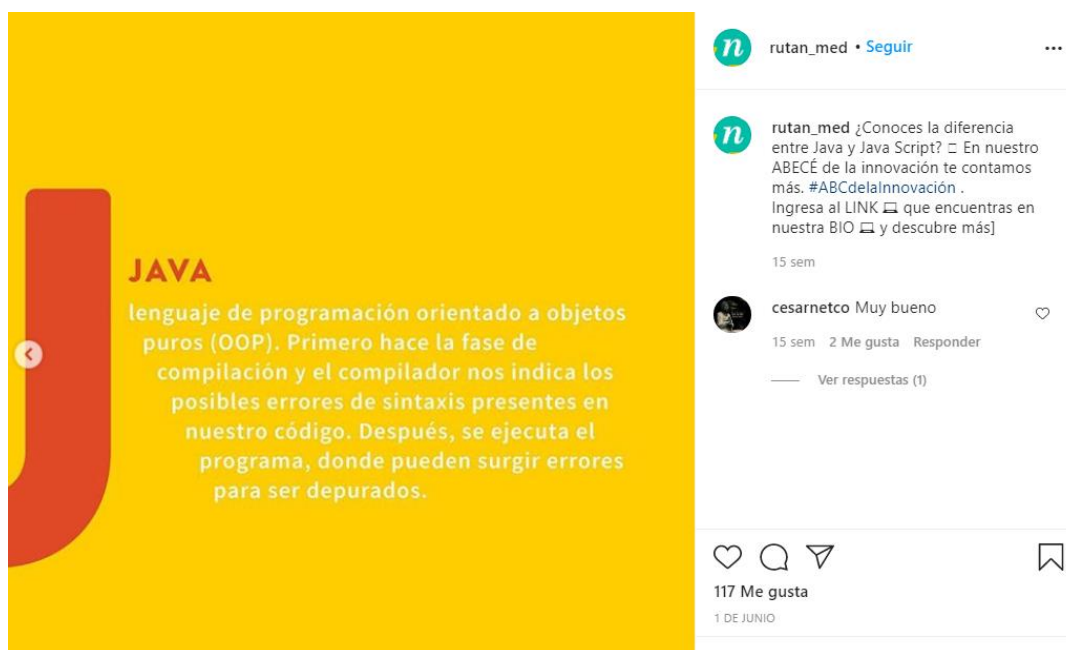 J
JAVA
lenguaje de programación orientado a objetos
puros (OOP). Primero hace la fase de
compilación y el compilador nos indica los
posibles errores de sintaxis presentes en
nuestro código. Después, se ejecuta el
programa, donde pueden surgir errores
para ser depurados.
n rutan_med • Seguir
n rutan_med ¿Conoces la diferencia
entre Java y Java Script? □ En nuestro
ABECÉ de la innovación te contamos
más. #ABCdelaInnovación .
Ingresa al LINK 💻 que encuentras en
nuestra BIO 💻 y descubre más]
15 sem
cesarnetco Muy bueno
15 sem 2 Me gusta Responder
Ver respuestas (1)
117 Me gusta
1 DE JUNIO